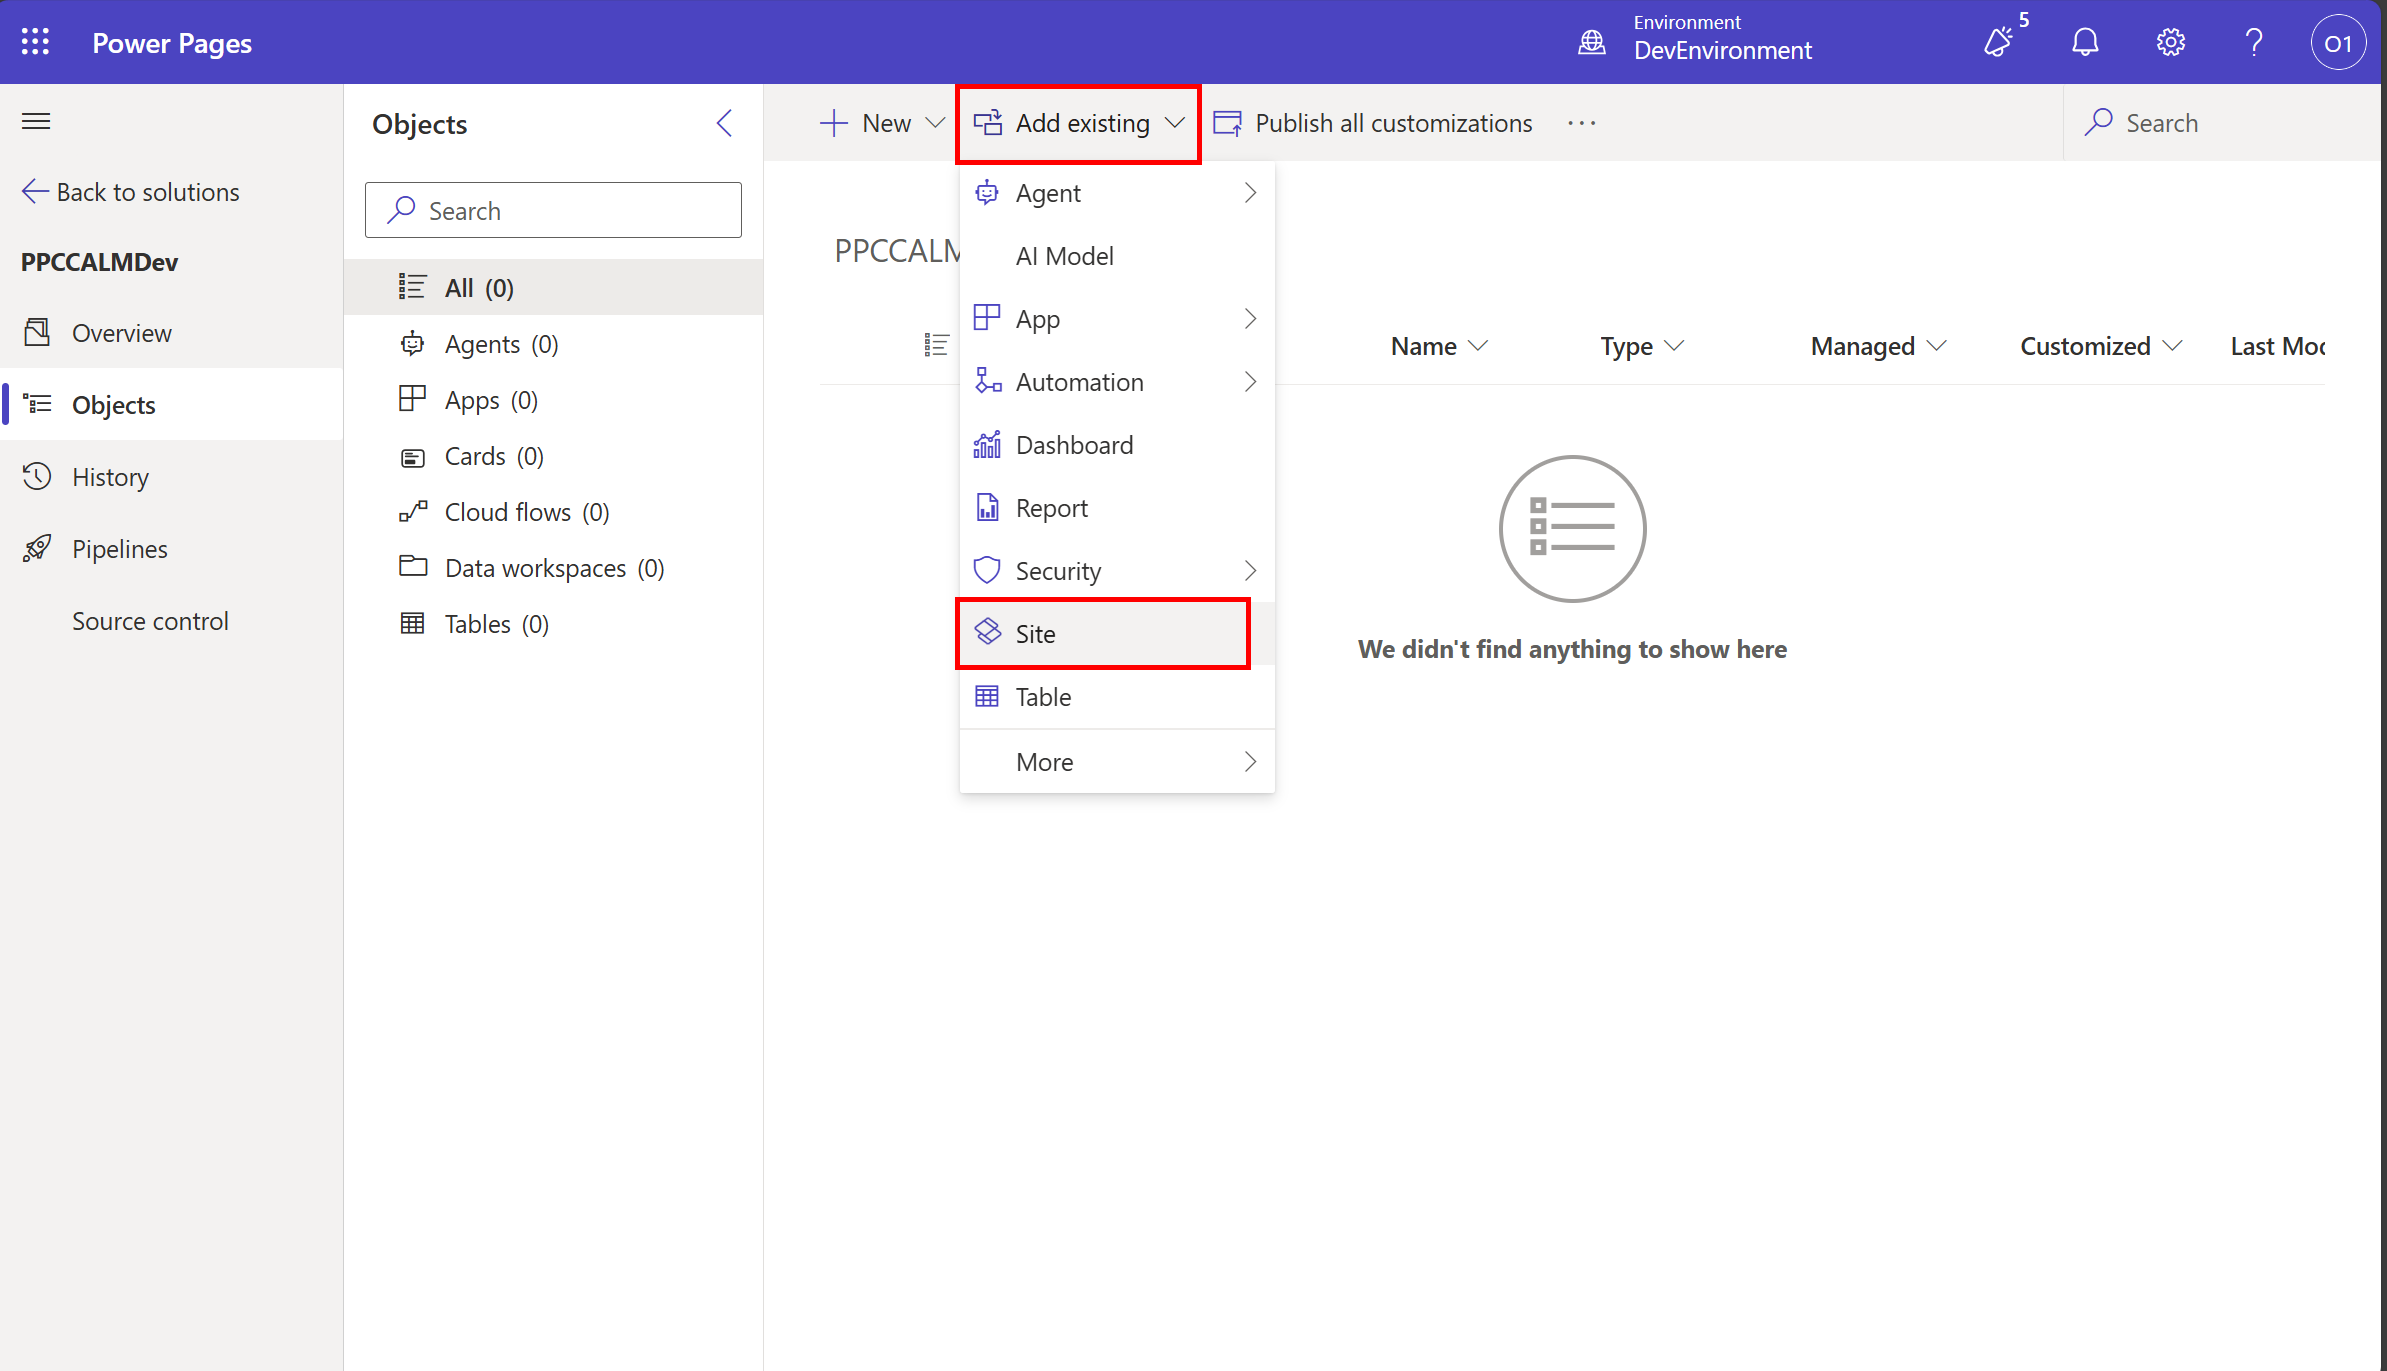 Power Pages
Environment
DevEnvironment
5
?
O1
Back to solutions
PPCCALMDev
Overview
Objects
History
Pipelines
Source control
Objects
Search
All (0)
Agents (0)
Apps (0)
Cards (0)
Cloud flows (0)
Data workspaces (0)
Tables (0)
New
Add existing
Publish all customizations
...
Search
PPCCALM
Agent
AI Model
App
Automation
Dashboard
Report
Security
Site
Table
More
Name
Type
Managed
Customized
Last Mo
We didn't find anything to show here